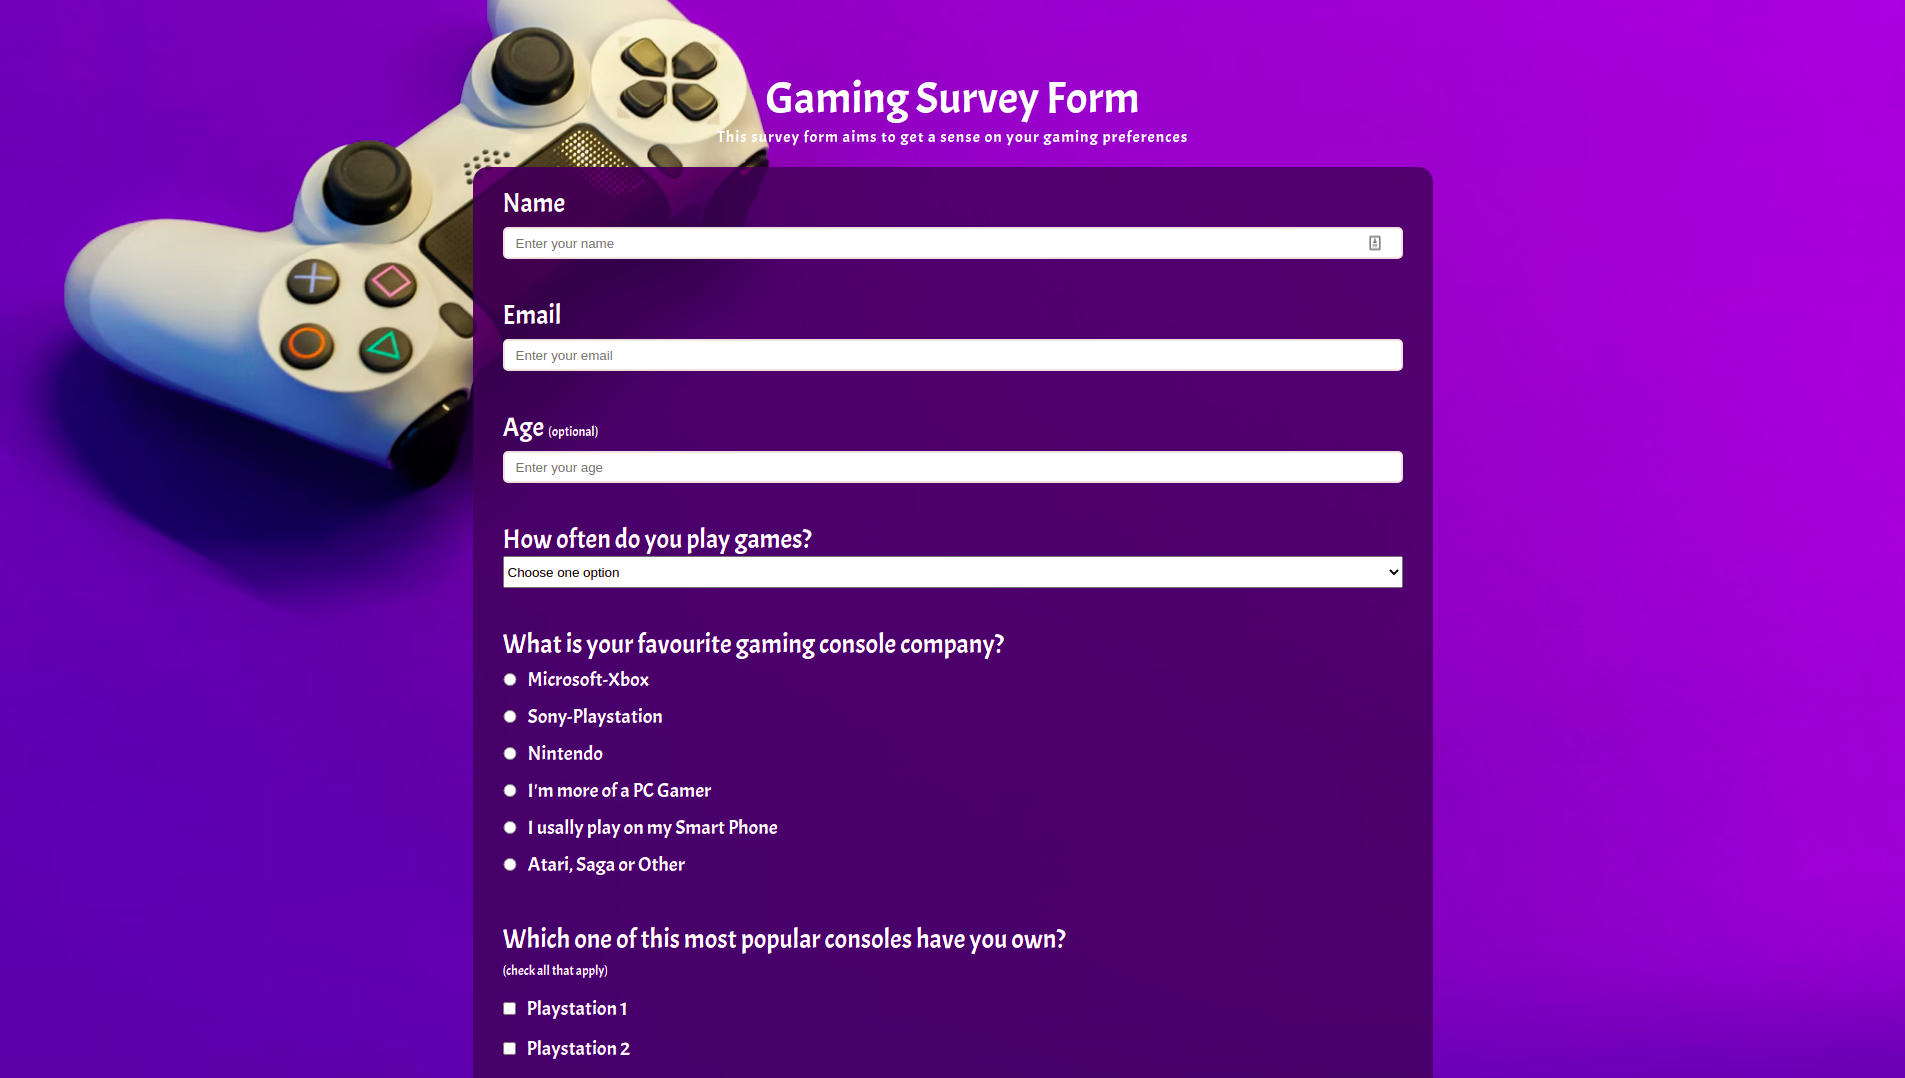 Gaming Survey Form
This survey form aims to get a sense on your gaming preferences
Name
Enter your name
Email
Enter your email
Age (optional)
Enter your age
How often do you play games?
Choose one option
What is your favourite gaming console company?
Microsoft-Xbox
Sony-Playstation
Nintendo
I'm more of a PC Gamer
I usally play on my Smart Phone
Atari, Saga or Other
Which one of this most popular consoles have you own?
(check all that apply)
Playstation 1
Playstation 2